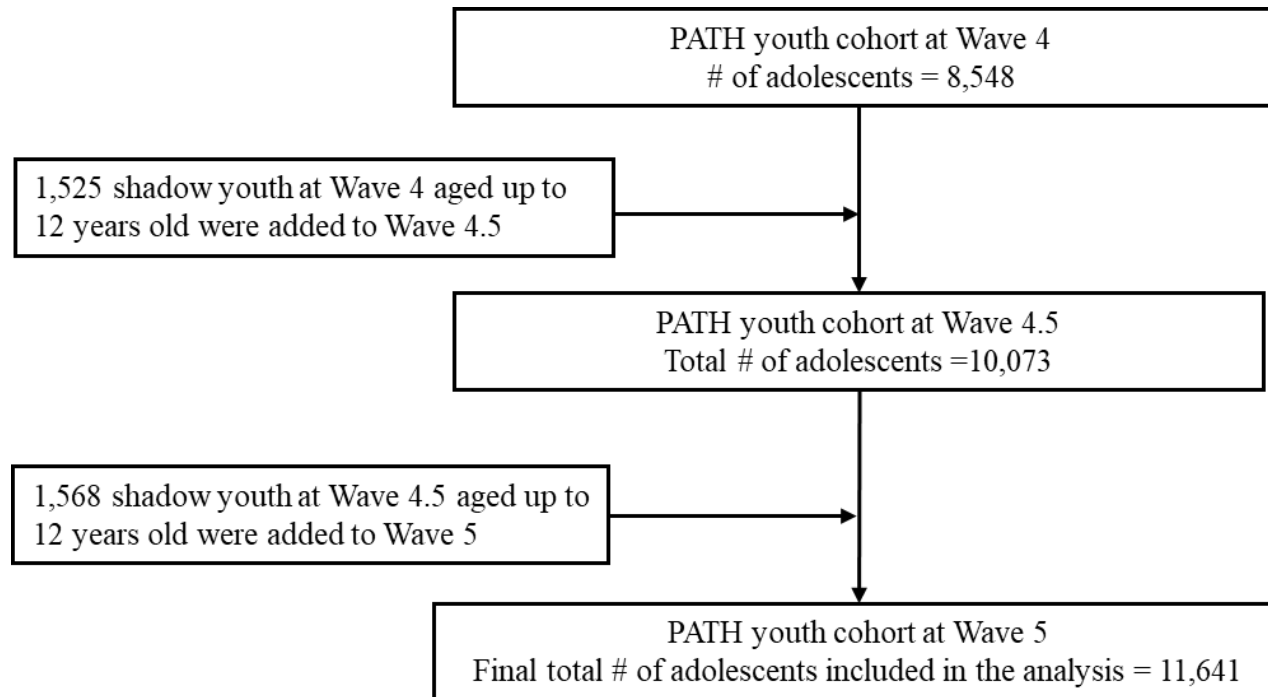 PATH youth cohort at Wave 4
# of adolescents = 8,548
1,525 shadow youth at Wave 4 aged up to
12 years old were added to Wave 4.5
PATH youth cohort at Wave 4.5
Total # of adolescents =10,073
1,568 shadow youth at Wave 4.5 aged up to
12 years old were added to Wave 5
PATH youth cohort at Wave 5
Final total # of adolescents included in the analysis = 11,641